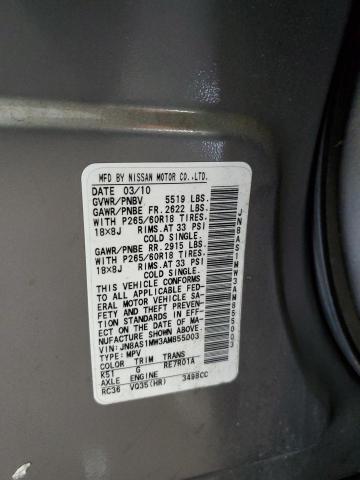 MFD BY NISSAN MOTOR CO.,LTD.
DATE 03/10
GVWR/PNBV 5519 LBS.
GAWR/PNBE FR.2622 LBS.
WITH P265/60R18 TIRES.
18×8J RIMS.AT 33 PSI
COLD SINGLE.
GAWR/PNBE RR.2915 LBS.
WITH P265/60R18 TIRES.
18×8J RIMS.AT 33 PSI
COLD SINGLE.
THIS VEHICLE CONFORMS
TO ALL APPLICABLE FED-
ERAL MOTOR VEHICLE SA-
FETY AND THEFT PREVEN-
TION STANDARDS IN EFF-
ECT ON THE DATE OF MA-
NUFACTURE SHOWN ABOVE.
VIN:JN8AS1MW3AM855003
TYPE: MPV
COLOR TRIM TRANS
K51 G RE7R01A
AXLE ENGINE
RC36 VQ35(HR) 3498CC
JN8AS1MW3AM855003